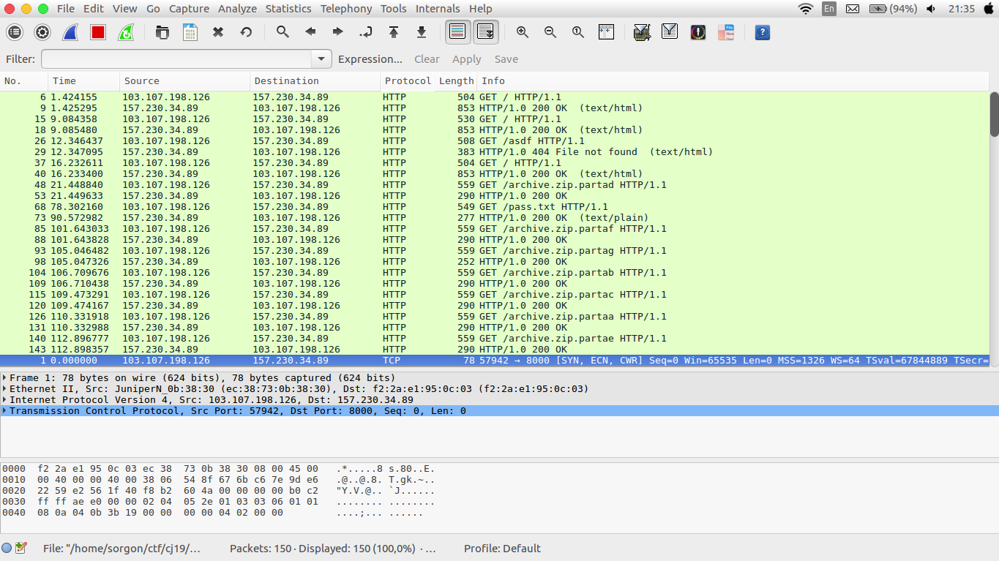 File Edit View Go Capture Analyze Statistics Telephony Tools Internals Help En (94%) 21:35
Filter: Expression... Clear Apply Save
No. Time Source Destination Protocol Length Info
6 1.424155 103.107.198.126 157.230.34.89 HTTP 504 GET / HTTP/1.1
9 1.425295 157.230.34.89 103.107.198.126 HTTP 853 HTTP/1.0 200 OK (text/html)
15 9.084358 103.107.198.126 157.230.34.89 HTTP 530 GET / HTTP/1.1
18 9.085480 157.230.34.89 103.107.198.126 HTTP 853 HTTP/1.0 200 OK (text/html)
26 12.346437 103.107.198.126 157.230.34.89 HTTP 508 GET /asdf HTTP/1.1
29 12.347095 157.230.34.89 103.107.198.126 HTTP 383 HTTP/1.0 404 File not found (text/html)
37 16.232611 103.107.198.126 157.230.34.89 HTTP 504 GET / HTTP/1.1
40 16.233400 157.230.34.89 103.107.198.126 HTTP 853 HTTP/1.0 200 OK (text/html)
48 21.448840 103.107.198.126 157.230.34.89 HTTP 559 GET /archive.zip.partad HTTP/1.1
53 21.449633 157.230.34.89 103.107.198.126 HTTP 290 HTTP/1.0 200 OK
68 78.302160 103.107.198.126 157.230.34.89 HTTP 549 GET /pass.txt HTTP/1.1
73 90.572982 157.230.34.89 103.107.198.126 HTTP 277 HTTP/1.0 200 OK (text/plain)
85 101.643033 103.107.198.126 157.230.34.89 HTTP 559 GET /archive.zip.partaf HTTP/1.1
88 101.643828 157.230.34.89 103.107.198.126 HTTP 290 HTTP/1.0 200 OK
93 105.046482 103.107.198.126 157.230.34.89 HTTP 559 GET /archive.zip.partag HTTP/1.1
98 105.047326 157.230.34.89 103.107.198.126 HTTP 252 HTTP/1.0 200 OK
104 106.709676 103.107.198.126 157.230.34.89 HTTP 559 GET /archive.zip.partab HTTP/1.1
109 106.710438 157.230.34.89 103.107.198.126 HTTP 290 HTTP/1.0 200 OK
115 109.473291 103.107.198.126 157.230.34.89 HTTP 559 GET /archive.zip.partac HTTP/1.1
120 109.474167 157.230.34.89 103.107.198.126 HTTP 290 HTTP/1.0 200 OK
126 110.331918 103.107.198.126 157.230.34.89 HTTP 559 GET /archive.zip.partaa HTTP/1.1
131 110.332988 157.230.34.89 103.107.198.126 HTTP 290 HTTP/1.0 200 OK
140 112.896777 103.107.198.126 157.230.34.89 HTTP 559 GET /archive.zip.partae HTTP/1.1
143 112.898357 157.230.34.89 103.107.198.126 HTTP 290 HTTP/1.0 200 OK
1 0.000000 103.107.198.126 157.230.34.89 TCP 78 57942 → 8000 [SYN, ECN, CWR] Seq=0 Win=65535 Len=0 MSS=1326 WS=64 TSval=67844889 TSecr=
Frame 1: 78 bytes on wire (624 bits), 78 bytes captured (624 bits)
Ethernet II, Src: JuniperN_0b:38:30 (ec:38:73:0b:38:30), Dst: f2:2a:e1:95:0c:03 (f2:2a:e1:95:0c:03)
Internet Protocol Version 4, Src: 103.107.198.126, Dst: 157.230.34.89
Transmission Control Protocol, Src Port: 57942, Dst Port: 8000, Seq: 0, Len: 0
0000 f2 2a e1 95 0c 03 ec 38 73 0b 38 30 08 00 45 00 .*.....8 s.80..E.
0010 00 40 00 00 40 00 38 06 54 8f 67 6b c6 7e 9d e6 .@..@.8. T.gk.~..
0020 22 59 e2 56 1f 40 f8 b2 60 4a 00 00 00 00 b0 c2 "Y.V.@.. `J......
0030 ff ff ae e0 00 00 02 04 05 2e 01 03 03 06 01 01 ........ ........
0040 08 0a 04 0b 3b 19 00 00 00 00 04 02 00 00 ....;... ......
File: "/home/sorgon/ctf/cj19/... Packets: 150 · Displayed: 150 (100,0%) · ... Profile: Default